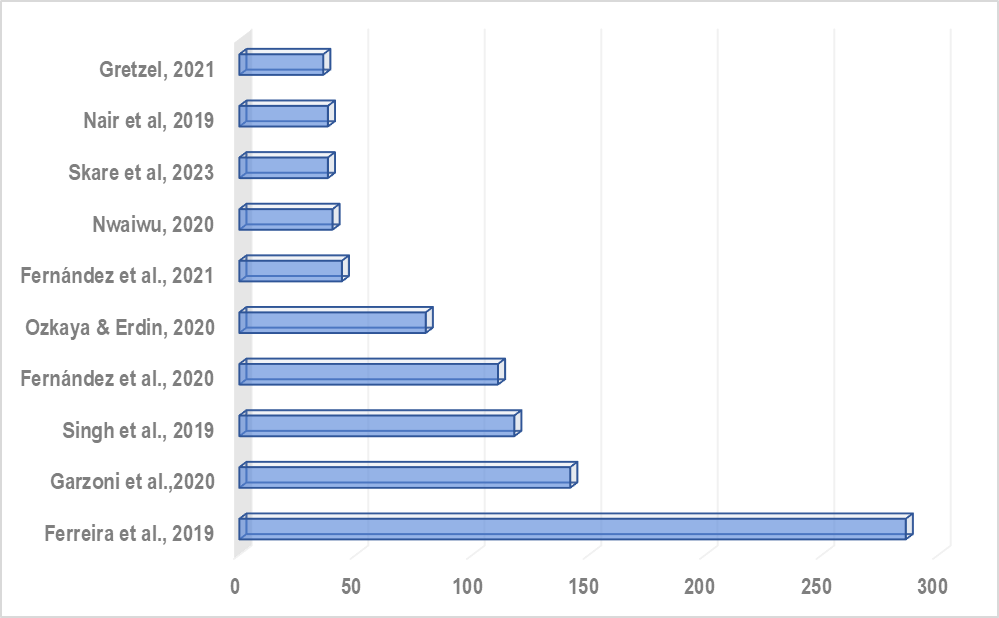 Gretzel, 2021
Nair et al, 2019
Skare et al, 2023
Nwaiwu, 2020
Fernández et al., 2021
Ozkaya & Erdin, 2020
Fernández et al., 2020
Singh et al., 2019
Garzoni et al.,2020
Ferreira et al., 2019
0 50 100 150 200 250 300